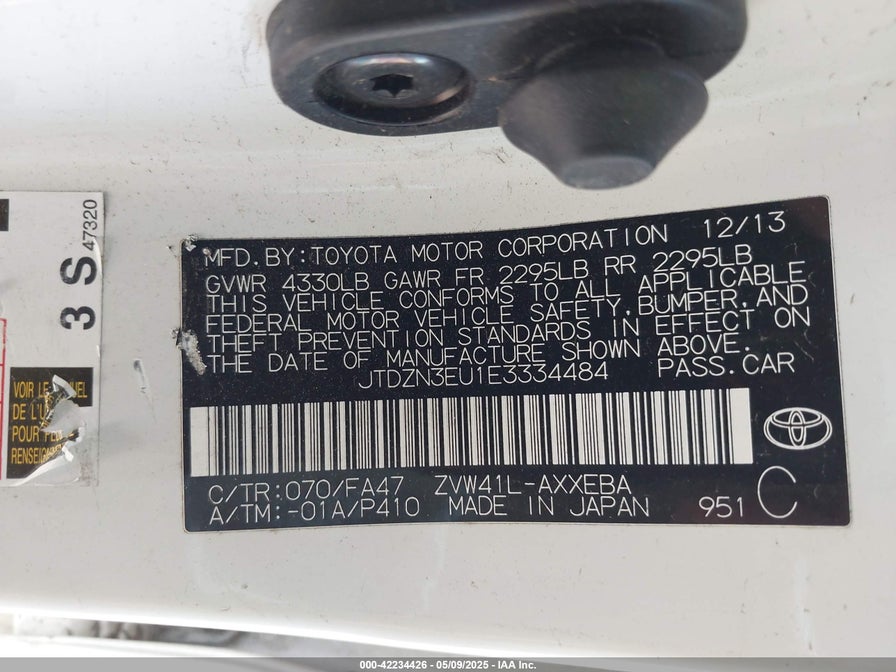 3 S 47320
VOIR LE
DE L'U
POUR
RENSEIG
MFD.BY:TOYOTA MOTOR CORPORATION 12/13
GVWR 4330LB GAWR FR 2295LB RR 2295LB
THIS VEHICLE CONFORMS TO ALL APPLICABLE
FEDERAL MOTOR VEHICLE SAFETY,BUMPER,AND
THEFT PREVENTION STANDARDS IN EFFECT ON
THE DATE OF MANUFACTURE SHOWN ABOVE.
JTDZN3EU1E3334484 PASS.CAR
C/TR:070/FA47 ZVW41L-AXXEBA
A/TM:-01A/P410 MADE IN JAPAN 951 C
000-42234426 - 05/09/2025 - IAA Inc.